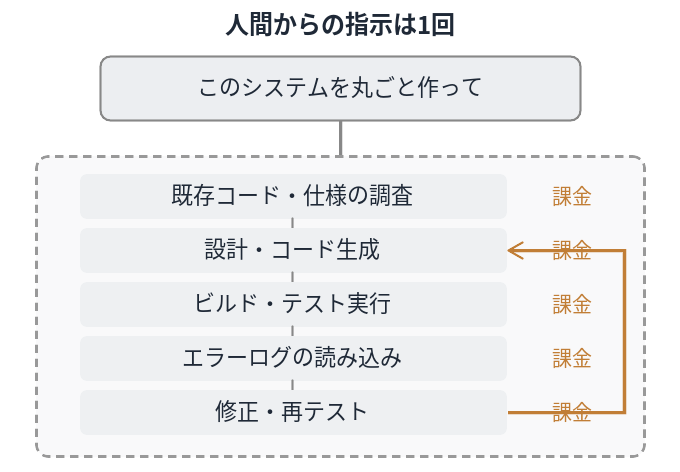 人間からの指示は1回
このシステムを丸ごと作って
既存コード・仕様の調査 課金
設計・コード生成 課金
ビルド・テスト実行 課金
エラーログの読み込み 課金
修正・再テスト 課金